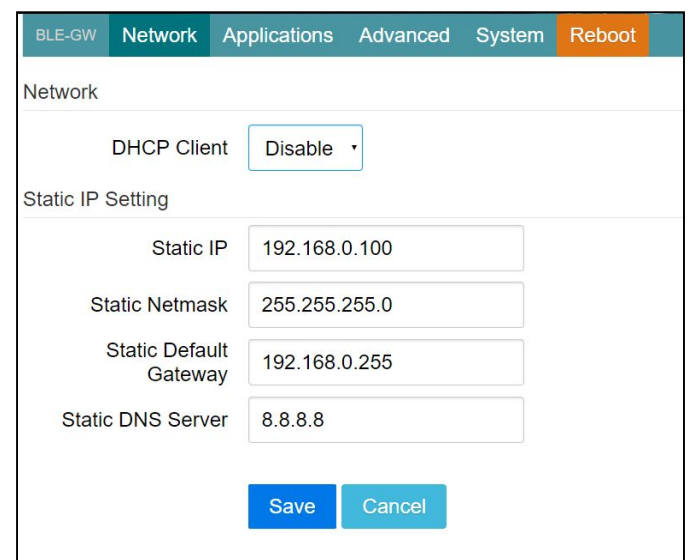 BLE-GW Network Applications Advanced System Reboot
Network
DHCP Client Disable
Static IP Setting
Static IP 192.168.0.100
Static Netmask 255.255.255.0
Static Default
Gateway 192.168.0.255
Static DNS Server 8.8.8.8
Save Cancel